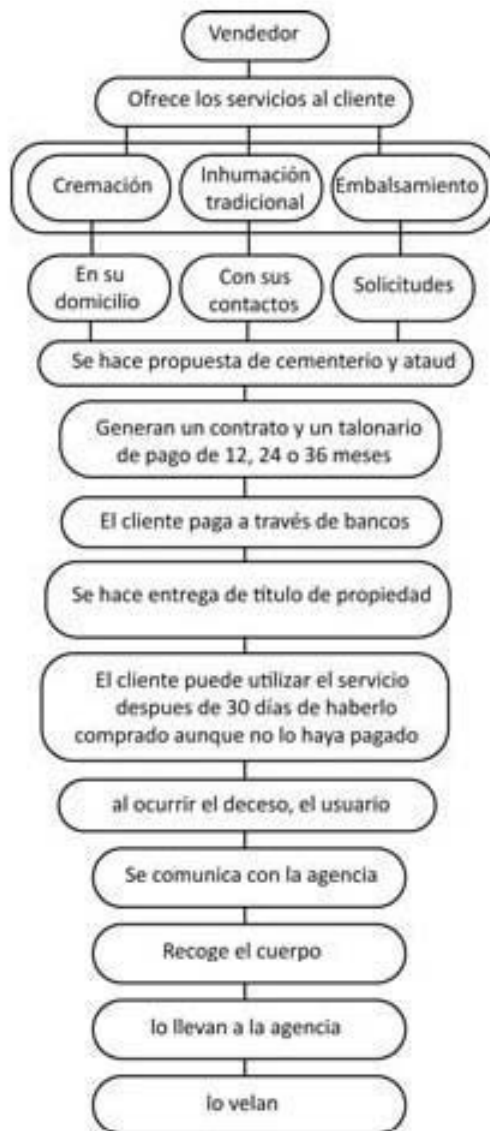 Vendedor
Ofrece los servicios al cliente
Cremación
Inhumación
tradicional
Embalsamiento
En su
domicilio
Con sus
contactos
Solicitudes
Se hace propuesta de cementerio y ataud
Generan un contrato y un talonario
de pago de 12, 24 o 36 meses
El cliente paga a través de bancos
Se hace entrega de título de propiedad
El cliente puede utilizar el servicio
despues de 30 días de haberlo
comprado aunque no lo haya pagado
al ocurrir el deceso, el usuario
Se comunica con la agencia
Recoge el cuerpo
lo llevan a la agencia
lo velan